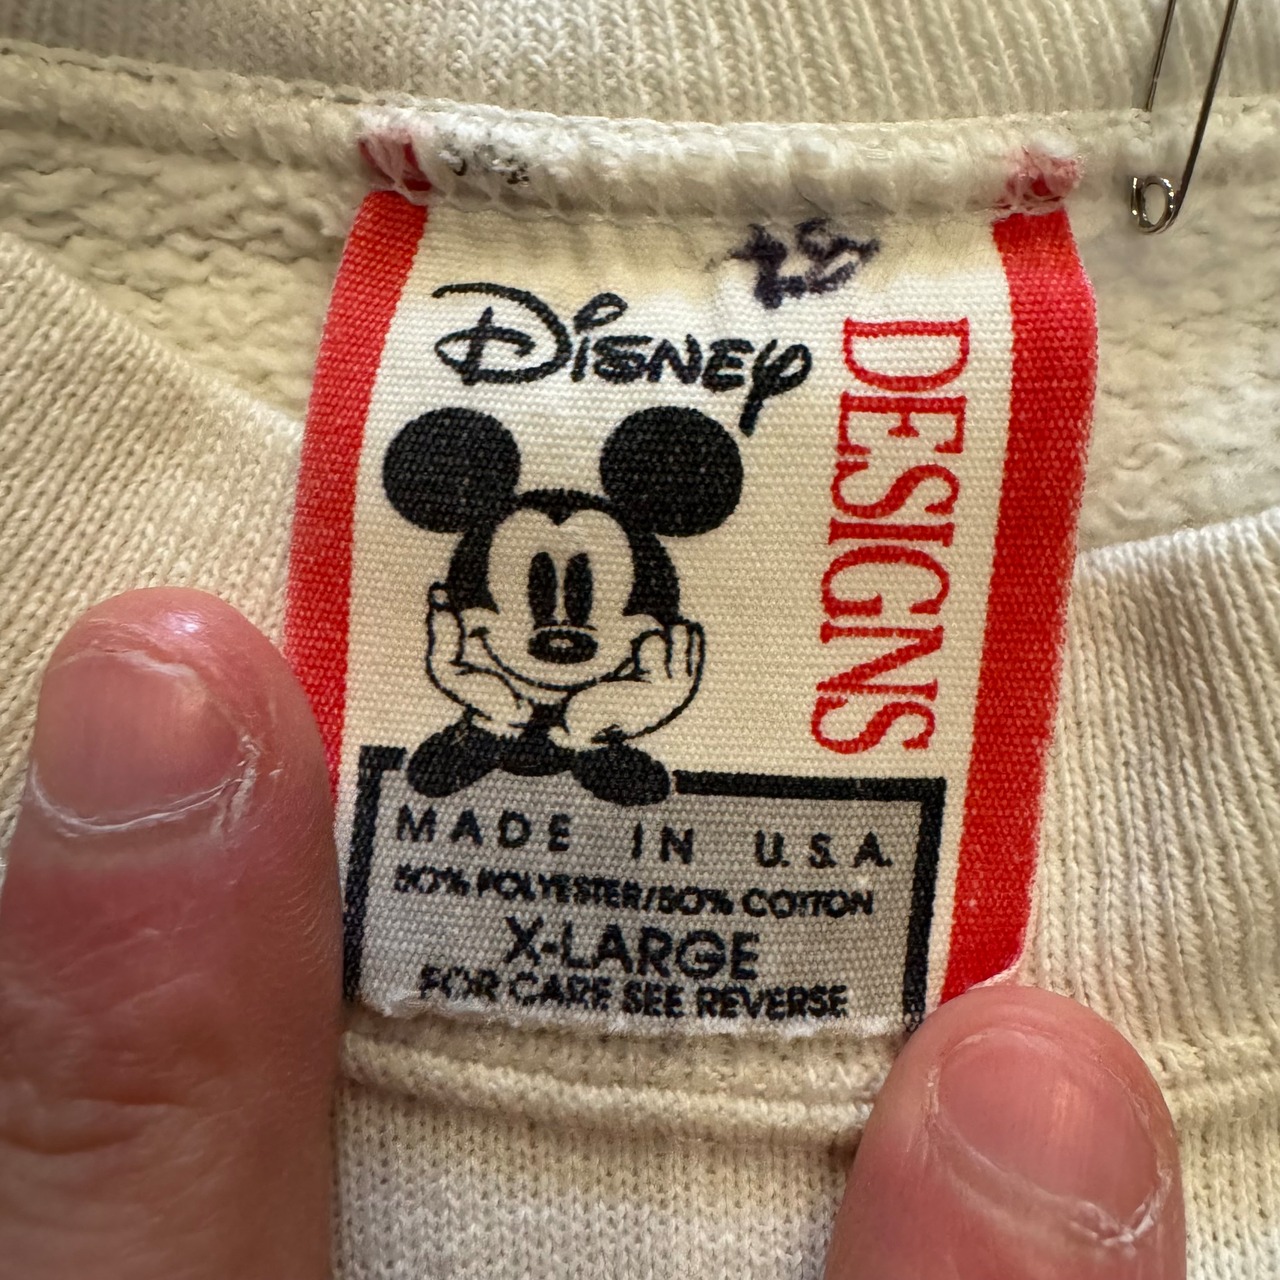 DISNEY
DESIGNS
MADE IN U.S.A.
50% POLYESTER/50% COTTON
X-LARGE
FOR CARE SEE REVERSE